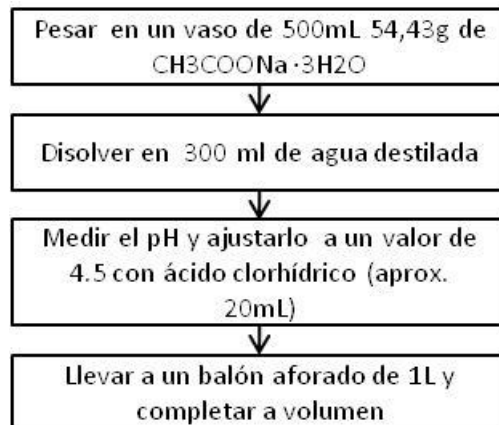 Pesar en un vaso de 500mL 54,43g de
CH3COONa ·3H2O
Disolver en 300 ml de agua destilada
Medir el pH y ajustarlo a un valor de
4.5 con ácido clorhídrico (aprox.
20mL)
Llevar a un balón aforado de 1L y
completar a volumen